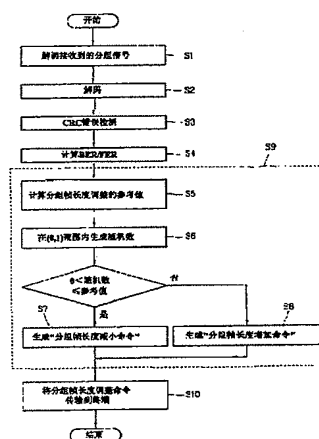 开始
解调接收到的分组信号
S1
解码
S2
CRC错误检测
S3
计算BER/FER
S4
S9
计算分组帧长度调整的参考值
S5
在(0,1)范围内生成随机数
S6
0<随机数
≤参考值
否
S7
是
S8
生成“分组帧长度减小命令”
生成“分组帧长度增加命令”
将分组帧长度调整命令
传输到终端
S10
结束